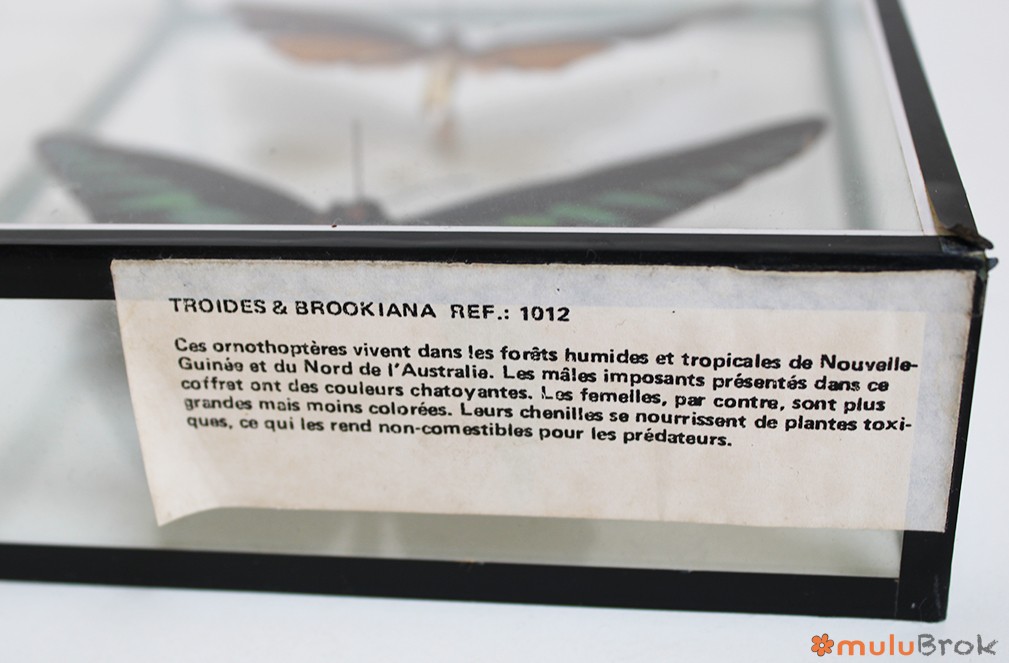 TROIDES & BROOKIANA REF.: 1012
Ces ornothoptères vivent dans les forêts humides et tropicales de Nouvelle-
Guinée et du Nord de l'Australie. Les mâles imposants présentés dans ce
coffret ont des couleurs chatoyantes. Les femelles, par contre, sont plus
grandes mais moins colorées. Leurs chenilles se nourrissent de plantes toxi-
ques, ce qui les rend non-comestibles pour les prédateurs.
muluBrok